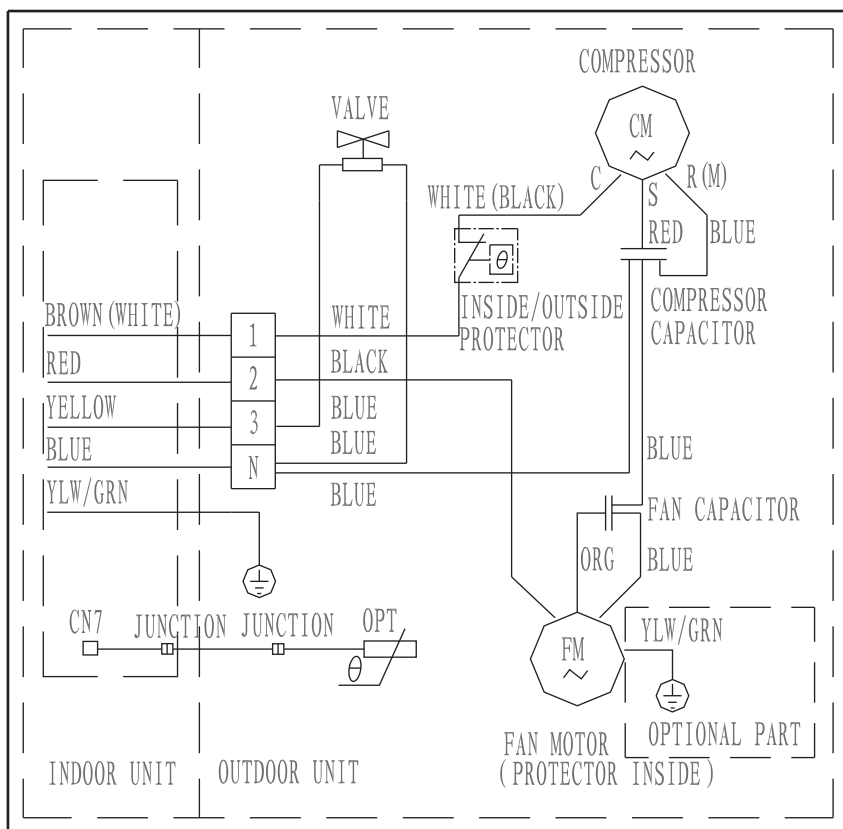 COMPRESSOR
VALVE
CM
C
S
R(M)
WHITE(BLACK)
RED
BLUE
θ
INSIDE/OUTSIDE
PROTECTOR
COMPRESSOR
CAPACITOR
BROWN(WHITE)
1
WHITE
RED
2
BLACK
YELLOW
3
BLUE
BLUE
BLUE
N
BLUE
BLUE
YLW/GRN
FAN CAPACITOR
ORG
BLUE
CN7
JUNCTION
JUNCTION
OPT
θ
FM
YLW/GRN
OPTIONAL PART
FAN MOTOR
(PROTECTOR INSIDE)
INDOOR UNIT
OUTDOOR UNIT